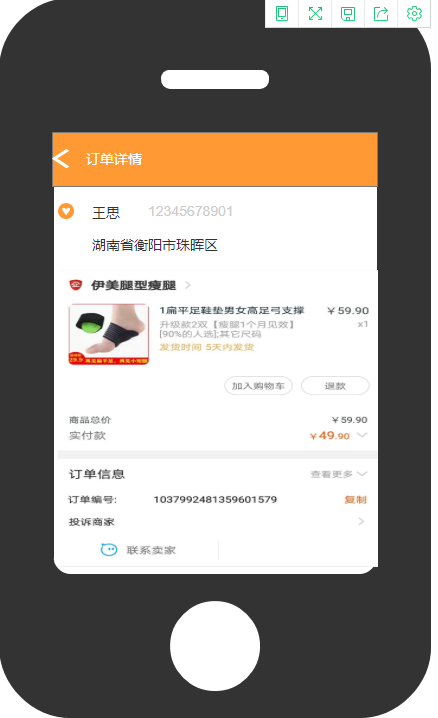 订单详情
王思 12345678901
湖南省衡阳市珠晖区
伊美腿型瘦腿
1扁平足鞋垫男女高足弓支撑 ￥59.90
升级款2双【瘦腿1个月见效】 x1
[90%的人选];其它尺码
发货时间 5天内发货
加入购物车 退款
商品总价 ￥59.90
实付款 ￥49.90
订单信息 查看更多
订单编号: 1037992481359601579 复制
投诉商家
联系卖家